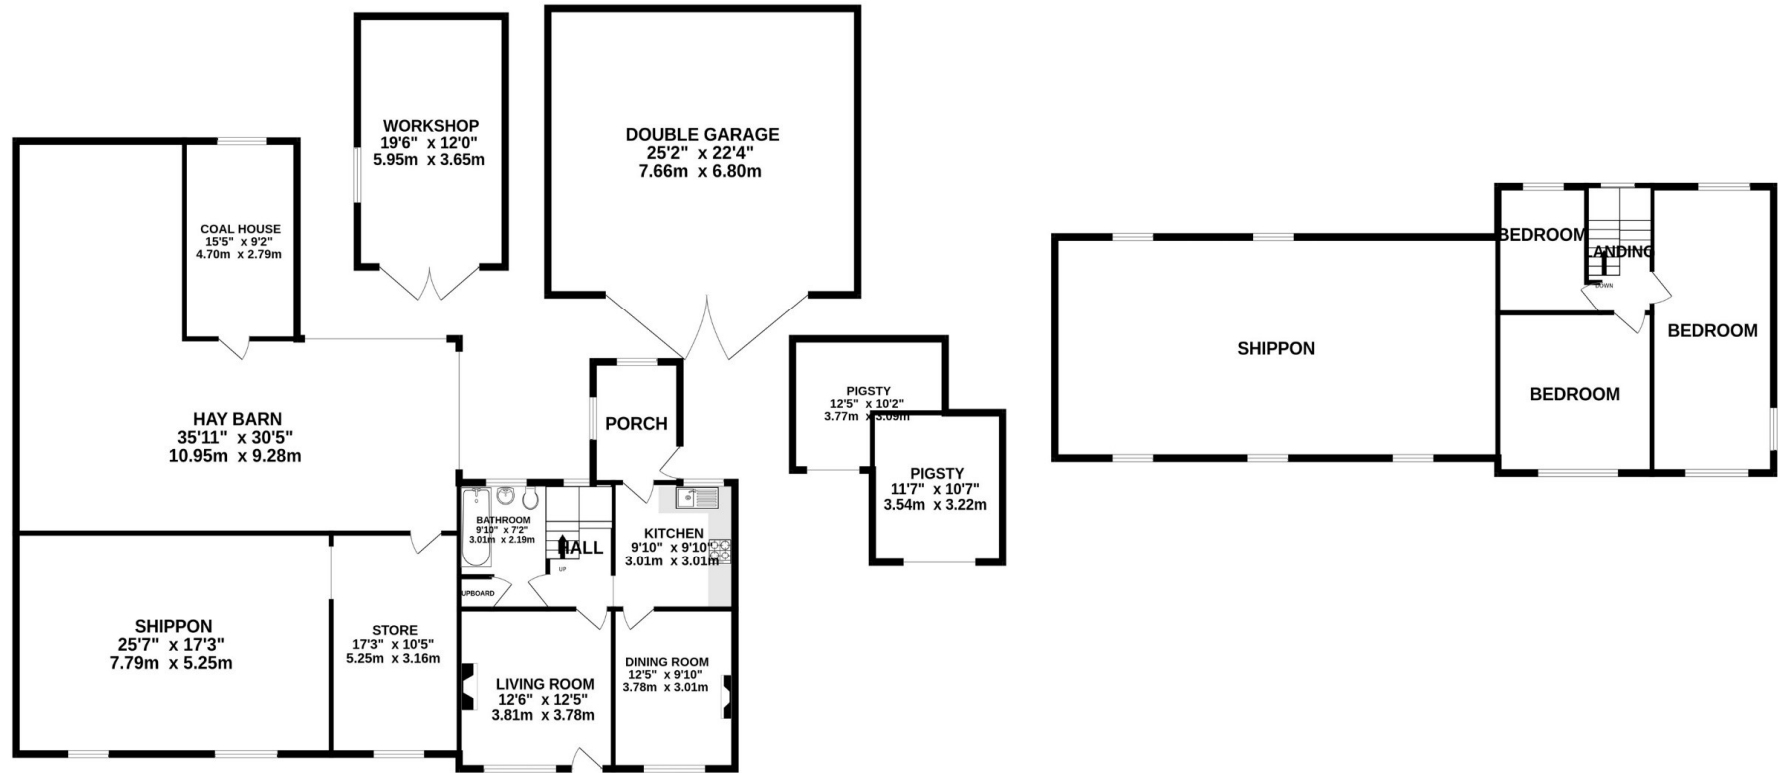 WORKSHOP
19'6" x 12'0"
5.95m x 3.65m
DOUBLE GARAGE
25'2" x 22'4"
7.66m x 6.80m
COAL HOUSE
15'5" x 9'2"
4.70m x 2.79m
HAY BARN
35'11" x 30'5"
10.95m x 9.28m
PORCH
PIGSTY
12'5" x 10'2"
3.77m x 3.09m
PIGSTY
11'7" x 10'7"
3.54m x 3.22m
BATHROOM
9'10" x 7'2"
3.01m x 2.19m
HALL
UP
KITCHEN
9'10" x 9'10"
3.01m x 3.01m
UPBOARD
SHIPPON
25'7" x 17'3"
7.79m x 5.25m
STORE
17'3" x 10'5"
5.25m x 3.16m
LIVING ROOM
12'6" x 12'5"
3.81m x 3.78m
DINING ROOM
12'5" x 9'10"
3.78m x 3.01m
SHIPPON
BEDROOM
LANDING
DOWN
BEDROOM
BEDROOM